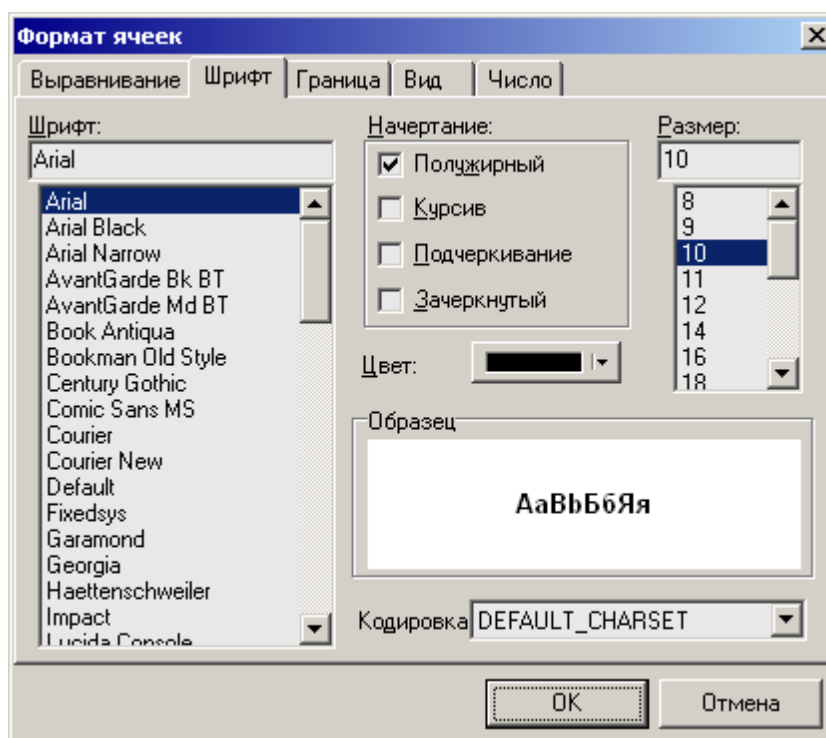 Формат ячеек
Выравнивание Шрифт Граница Вид Число
Шрифт:
Arial
Arial
Arial Black
Arial Narrow
AvantGarde Bk BT
AvantGarde Md BT
Book Antiqua
Bookman Old Style
Century Gothic
Comic Sans MS
Courier
Courier New
Default
Fixedsys
Garamond
Georgia
Haettenschweiler
Impact
Lucida Console
Начертание:
Полужирный
Курсив
Подчеркивание
Зачеркнутый
Цвет:
Размер:
10
8
9
10
11
12
14
16
18
Образец
AaBbБбЯя
Кодировка DEFAULT_CHARSET
OK Отмена